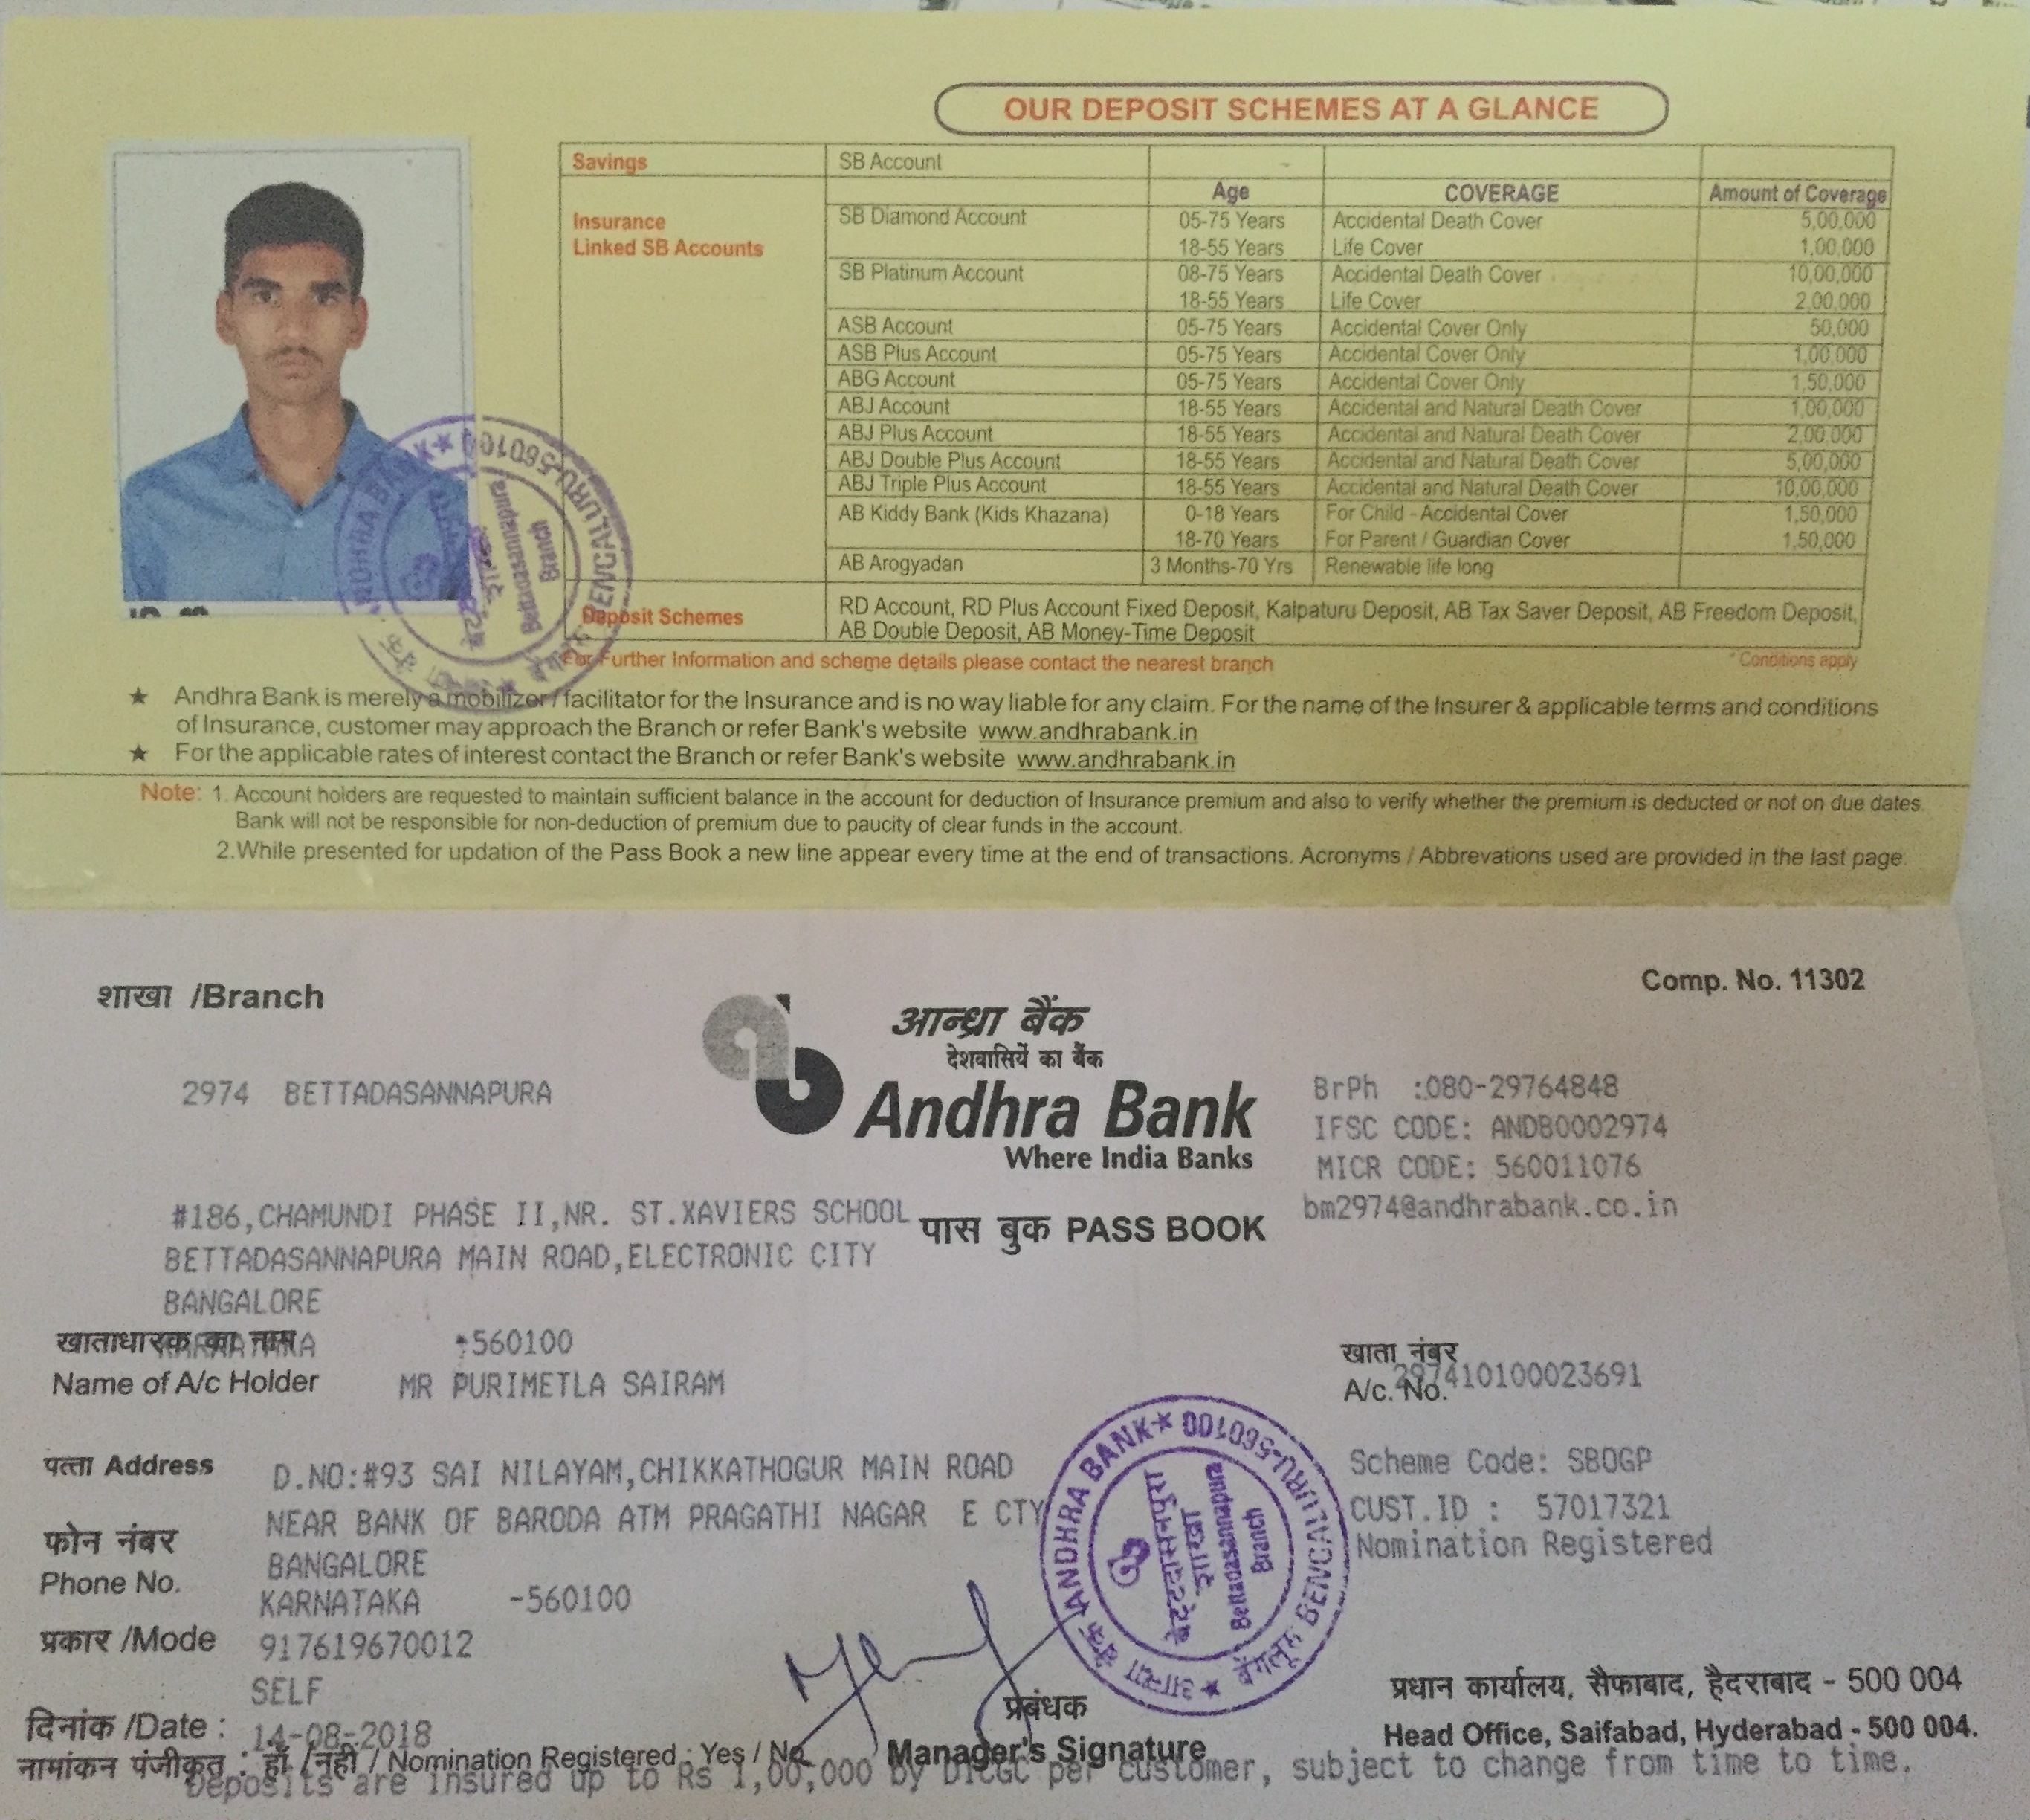 OUR DEPOSIT SCHEMES AT A GLANCE
Savings SB Account
Age COVERAGE Amount of Coverage
Insurance SB Diamond Account 05-75 Years Accidental Death Cover 5,00,000
Linked SB Accounts 18-55 Years Life Cover 1,00,000
SB Platinum Account 08-75 Years Accidental Death Cover 10,00,000
18-55 Years Life Cover 2,00,000
ASB Account 05-75 Years Accidental Cover Only 50,000
ASB Plus Account 05-75 Years Accidental Cover Only 1,00,000
ABG Account 05-75 Years Accidental Cover Only 1,50,000
ABJ Account 18-55 Years Accidental and Natural Death Cover 1,00,000
ABJ Plus Account 18-55 Years Accidental and Natural Death Cover 2,00,000
ABJ Double Plus Account 18-55 Years Accidental and Natural Death Cover 5,00,000
ABJ Triple Plus Account 18-55 Years Accidental and Natural Death Cover 10,00,000
AB Kiddy Bank (Kids Khazana) 0-18 Years For Child - Accidental Cover 1,50,000
18-70 Years For Parent / Guardian Cover 1,50,000
AB Arogyadan 3 Months-70 Yrs Renewable life long
Deposit Schemes RD Account, RD Plus Account Fixed Deposit, Kalpaturu Deposit, AB Tax Saver Deposit, AB Freedom Deposit,
AB Double Deposit, AB Money-Time Deposit
For Further Information and scheme details please contact the nearest branch * Conditions apply
★ Andhra Bank is merely a mobilizer / facilitator for the Insurance and is no way liable for any claim. For the name of the Insurer & applicable terms and conditions
of Insurance, customer may approach the Branch or refer Bank's website www.andhrabank.in
★ For the applicable rates of interest contact the Branch or refer Bank's website www.andhrabank.in
Note: 1. Account holders are requested to maintain sufficient balance in the account for deduction of Insurance premium and also to verify whether the premium is deducted or not on due dates.
Bank will not be responsible for non-deduction of premium due to paucity of clear funds in the account.
2.While presented for updation of the Pass Book a new line appear every time at the end of transactions. Acronyms / Abbrevations used are provided in the last page.
Comp. No. 11302
शाखा /Branch
आन्ध्रा बैंक
देशवासियें का बैंक
Andhra Bank
Where India Banks
2974 BETTADASANNAPURA
BrPh :080-29764848
IFSC CODE: ANDB0002974
MICR CODE: 560011076
bm2974@andhrabank.co.in
#186,CHAMUNDI PHASE II,NR. ST.XAVIERS SCHOOL
पास बुक PASS BOOK
BETTADASANNAPURA MAIN ROAD,ELECTRONIC CITY
BANGALORE
KARNATAKA -560100
खाताधारक का नाम
Name of A/c Holder MR PURIMETLA SAIRAM
खाता नंबर
A/c. No. 297410100023691
पत्ता Address D.NO:#93 SAI NILAYAM,CHIKKATHOGUR MAIN ROAD
NEAR BANK OF BARODA ATM PRAGATHI NAGAR E CTY
BANGALORE
KARNATAKA -560100
Scheme Code: SBOGP
CUST.ID : 57017321
Nomination Registered
फोन नंबर
Phone No.
917619670012
प्रकार /Mode
SELF
दिनांक /Date : 14-08-2018
ANDHRA BANK ★ BENGALURU-560100
बेट्टदासनपुरा
शाखा
Bettadasannapura
Branch
प्रबंधक
Manager's Signature
प्रधान कार्यालय, सैफाबाद, हैदराबाद - 500 004
Head Office, Saifabad, Hyderabad - 500 004.
नामांकन पंजीकृत : हाँ /नहीं / Nomination Registered : Yes / No
Deposits are insured up to Rs 1,00,000 by DICGC per customer, subject to change from time to time.